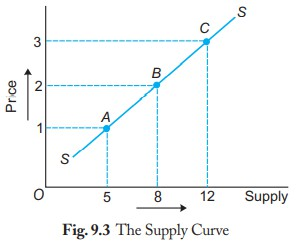 S
C
3
B
2
Price
A
1
S
O
5 8 12 Supply
Fig. 9.3 The Supply Curve